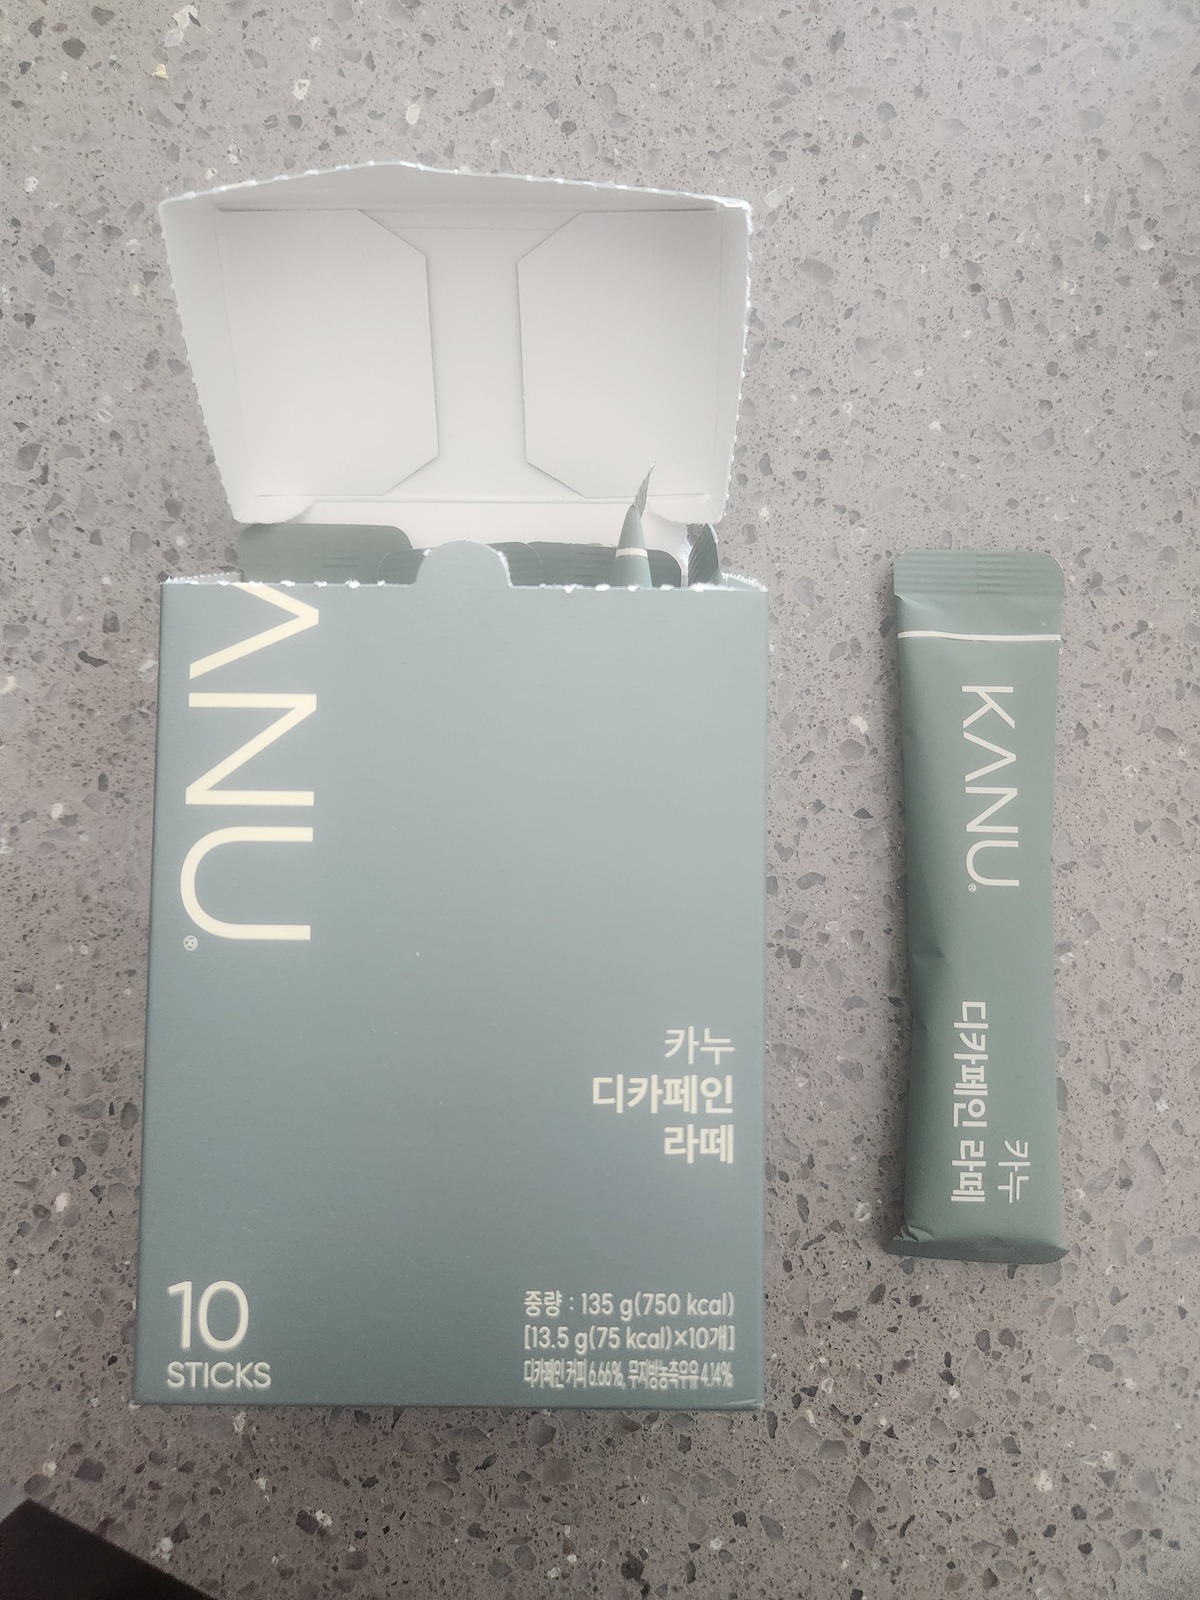 ANU®
카누
디카페인
라떼
10
STICKS
중량 : 135 g(750 kcal)
[13.5 g(75 kcal)×10개]
디카페인 커피 6.66%, 무지방농축우유 4.14%
KANU®
카누
디카페인 라떼